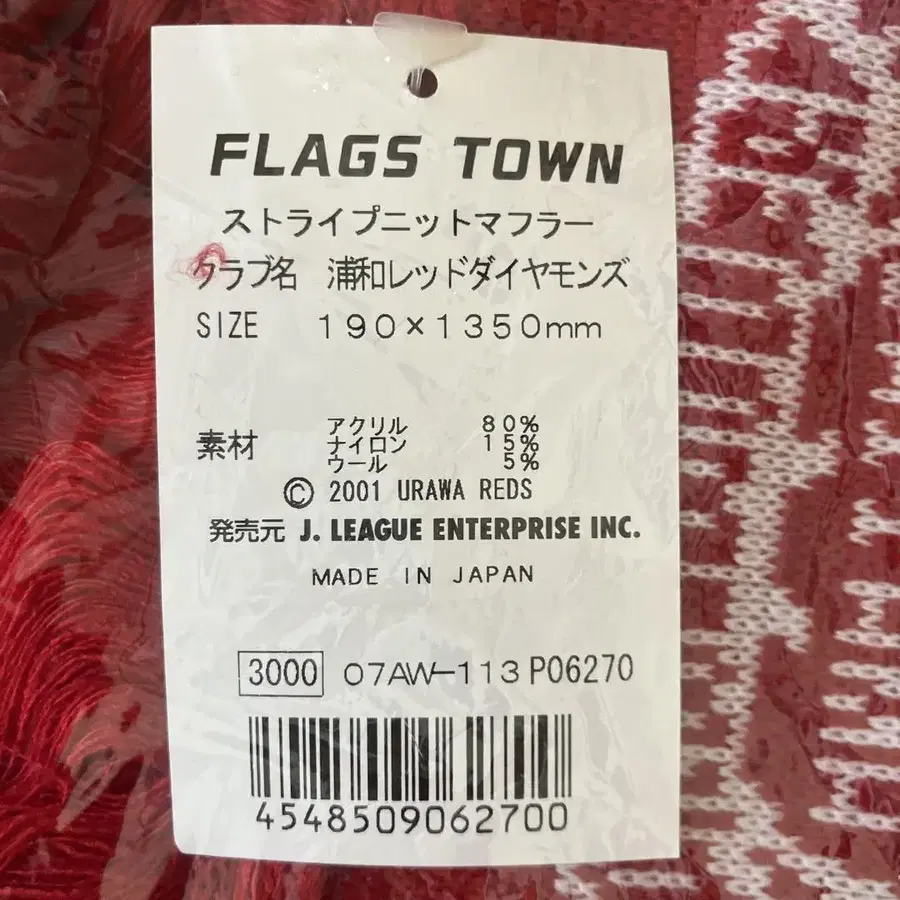 FLAGS TOWN
ストライプニットマフラー
クラブ名 浦和レッドダイヤモンズ
SIZE 190×1350mm
素材 アクリル 80%
ナイロン 15%
ウール 5%
© 2001 URAWA REDS
発売元 J. LEAGUE ENTERPRISE INC.
MADE IN JAPAN
3000 07AW-113 P06270
4548509062700